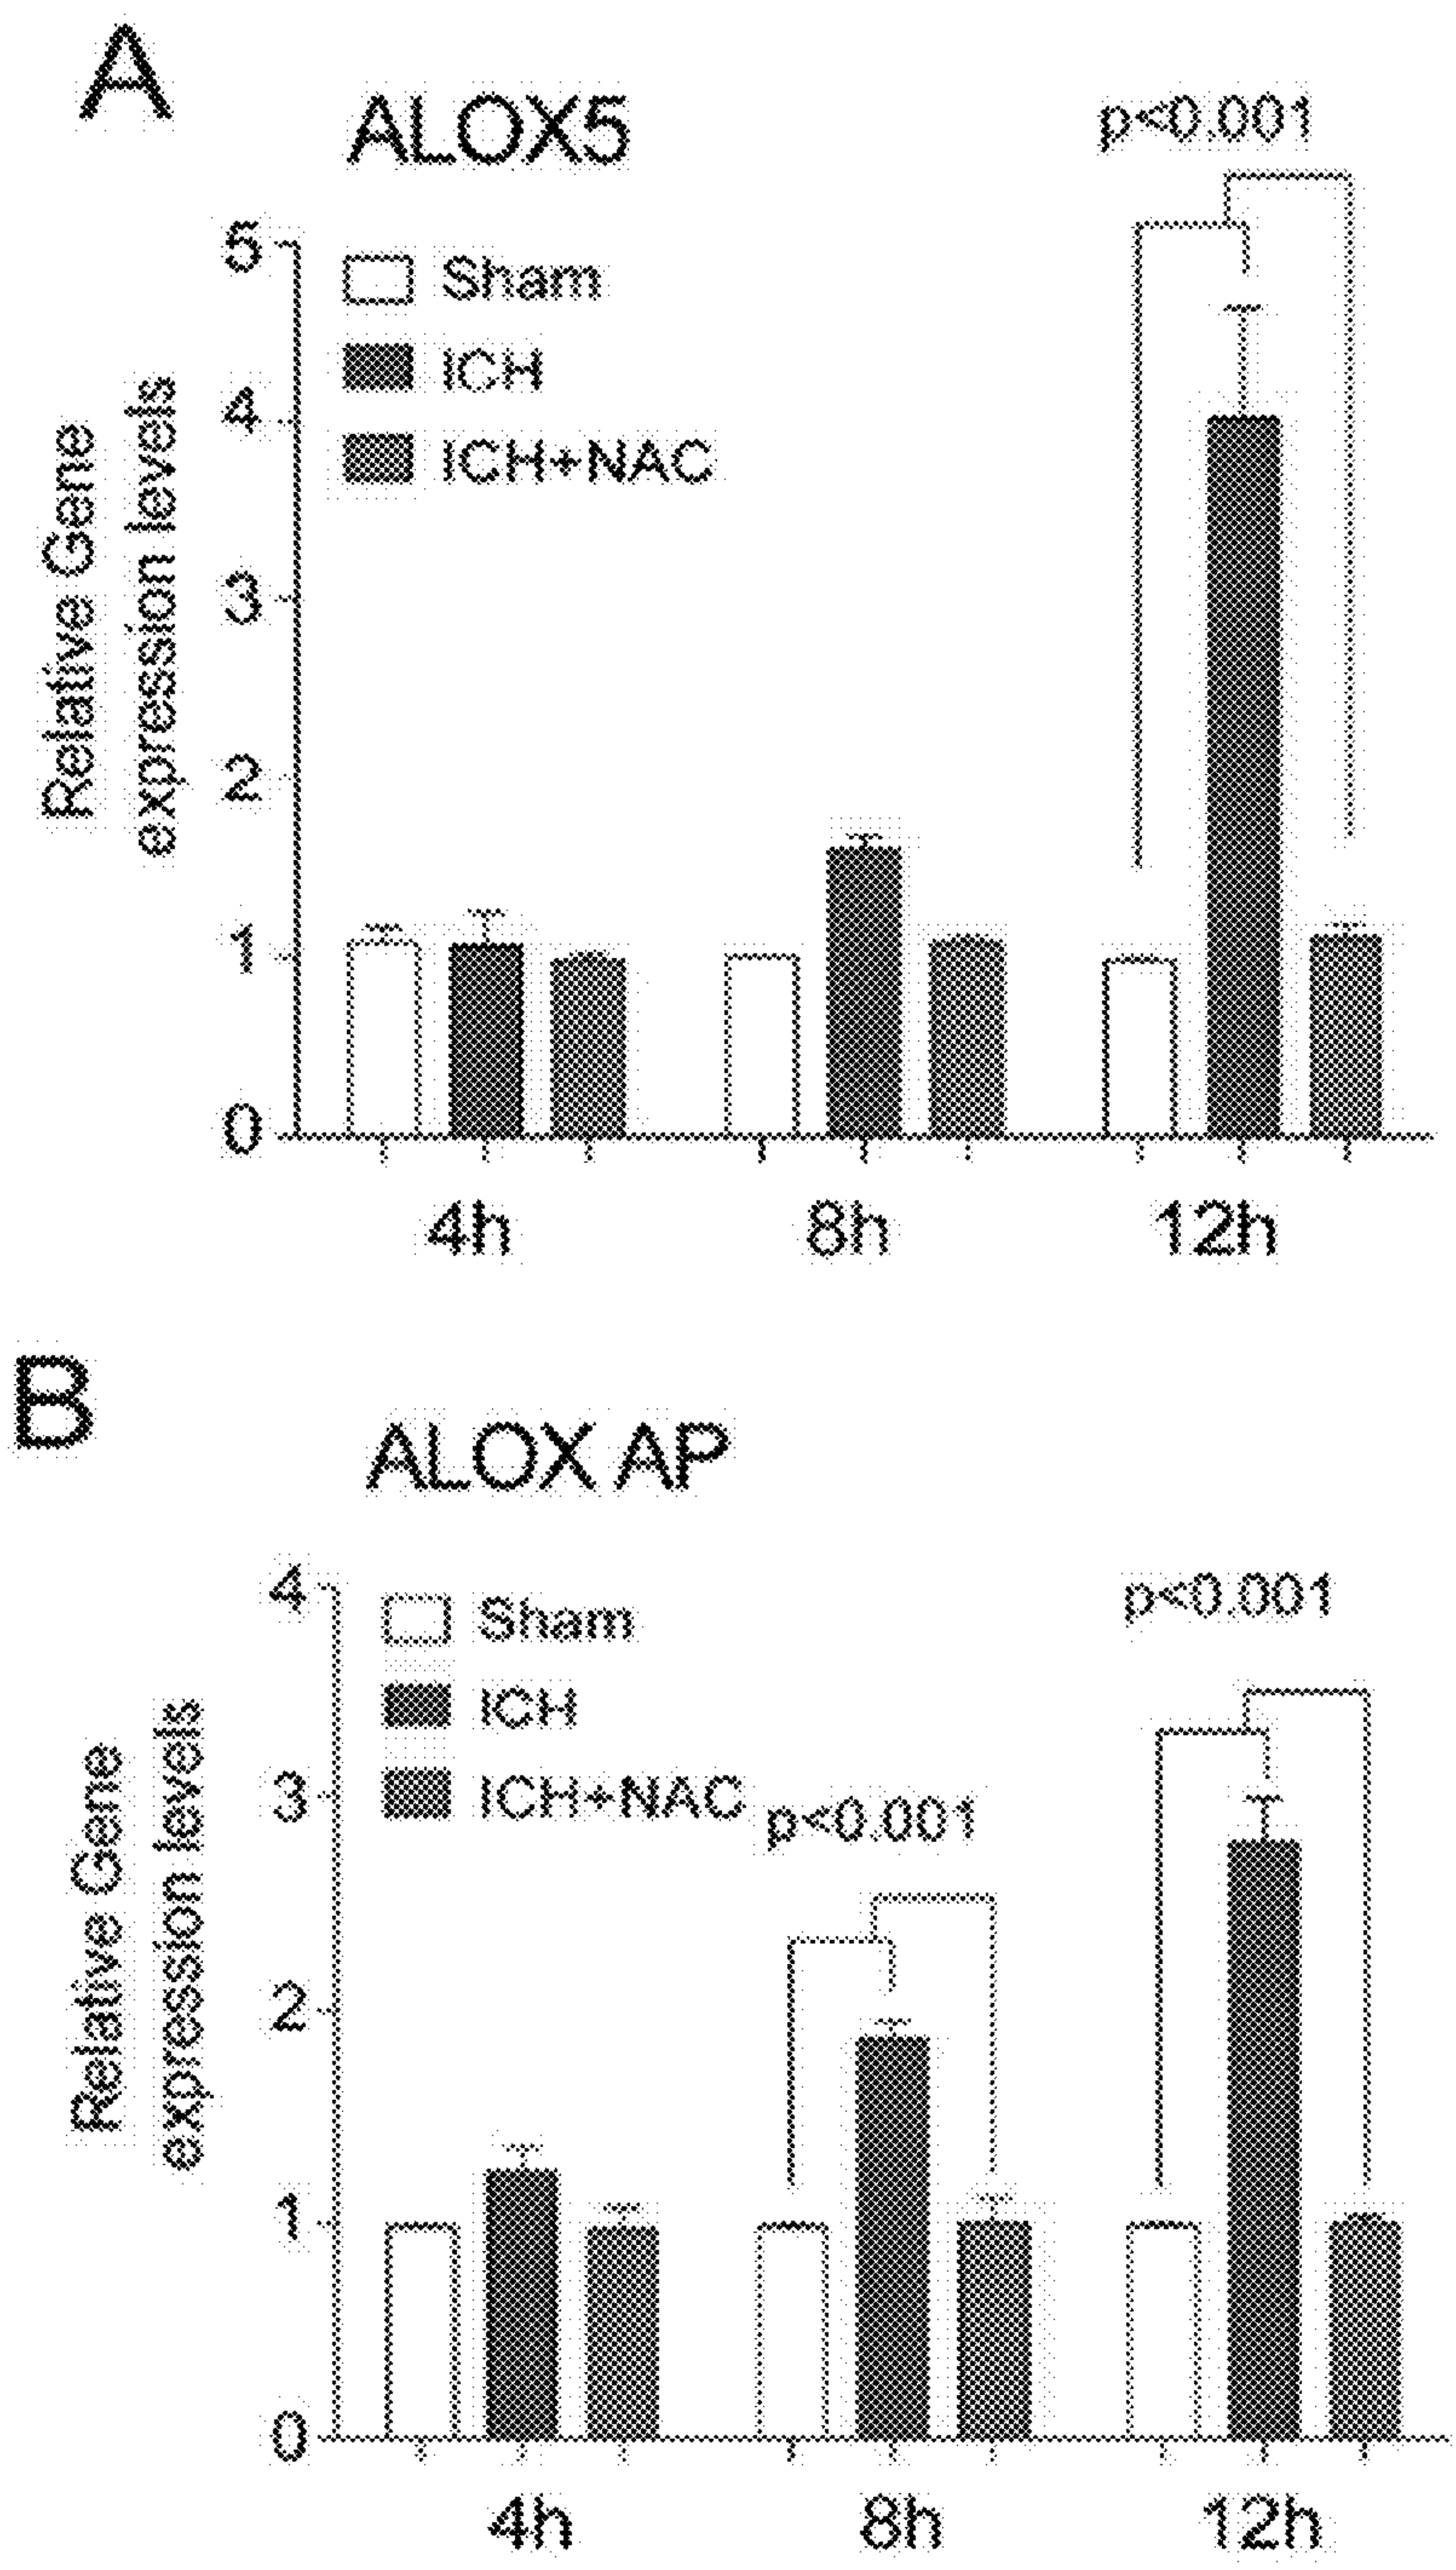 A
ALOX5
p<0.001
5
4
3
2
1
0
Relative Gene
expression levels
Sham
ICH
ICH+NAC
4h
8h
12h
B
ALOX AP
p<0.001
4
3
2
1
0
Relative Gene
expression levels
Sham
ICH
ICH+NAC
p<0.001
4h
8h
12h